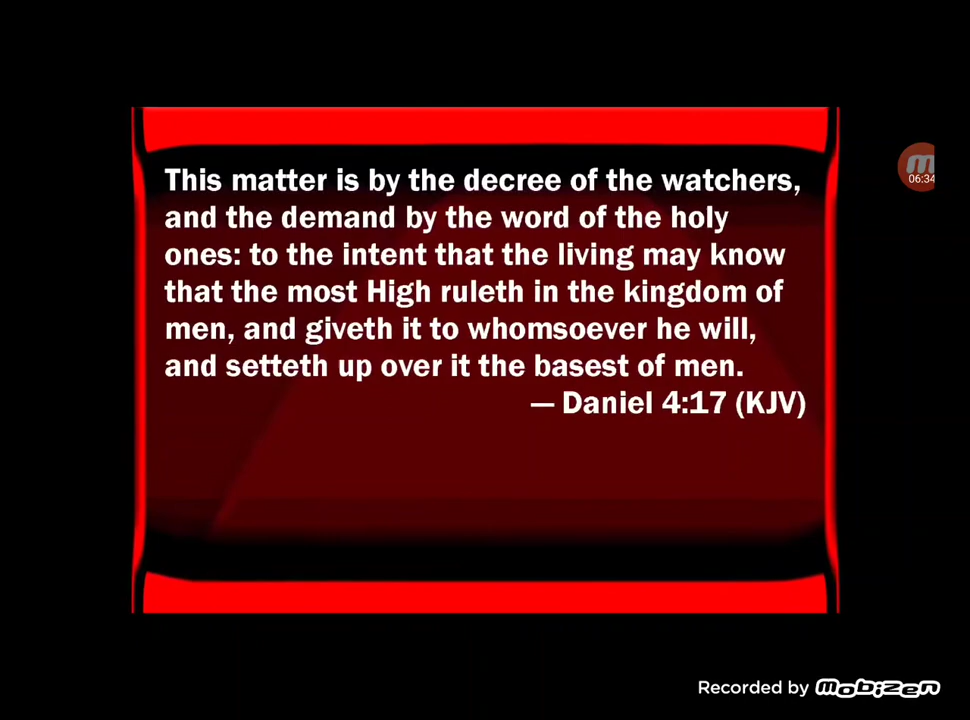 This matter is by the decree of the watchers,
and the demand by the word of the holy
ones: to the intent that the living may know
that the most High ruleth in the kingdom of
men, and giveth it to whomsoever he will,
and setteth up over it the basest of men.
— Daniel 4:17 (KJV)
06:34
Recorded by mobizen